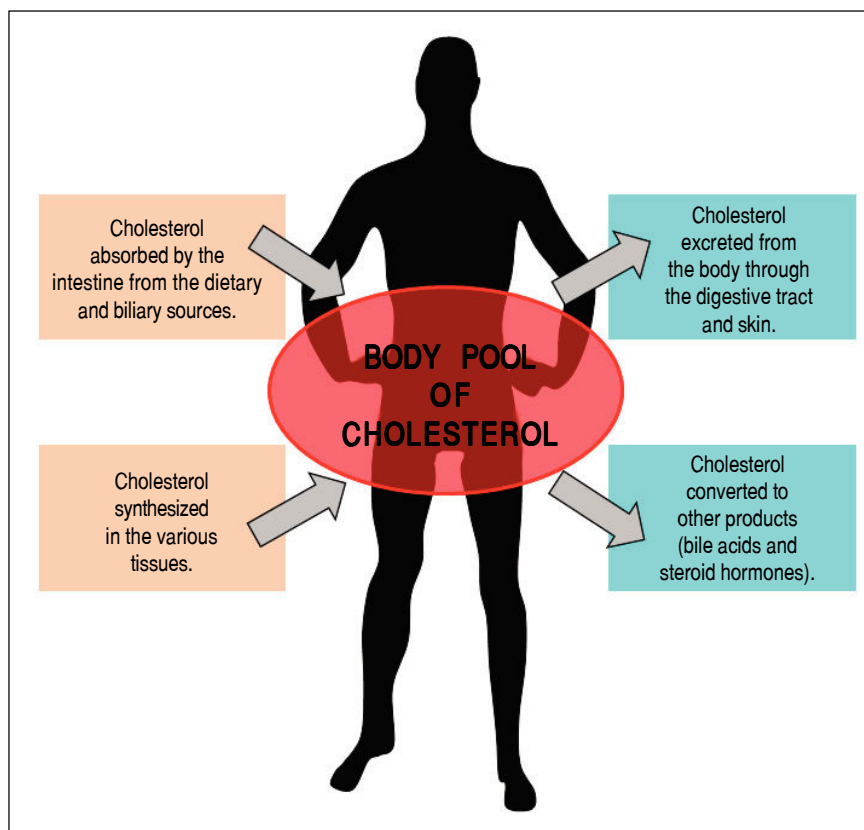 Cholesterol
absorbed by the
intestine from the dietary
and biliary sources.
Cholesterol
excreted from
the body through
the digestive tract
and skin.
BODY POOL
OF
CHOLESTEROL
Cholesterol
synthesized
in the various
tissues.
Cholesterol
converted to
other products
(bile acids and
steroid hormones).